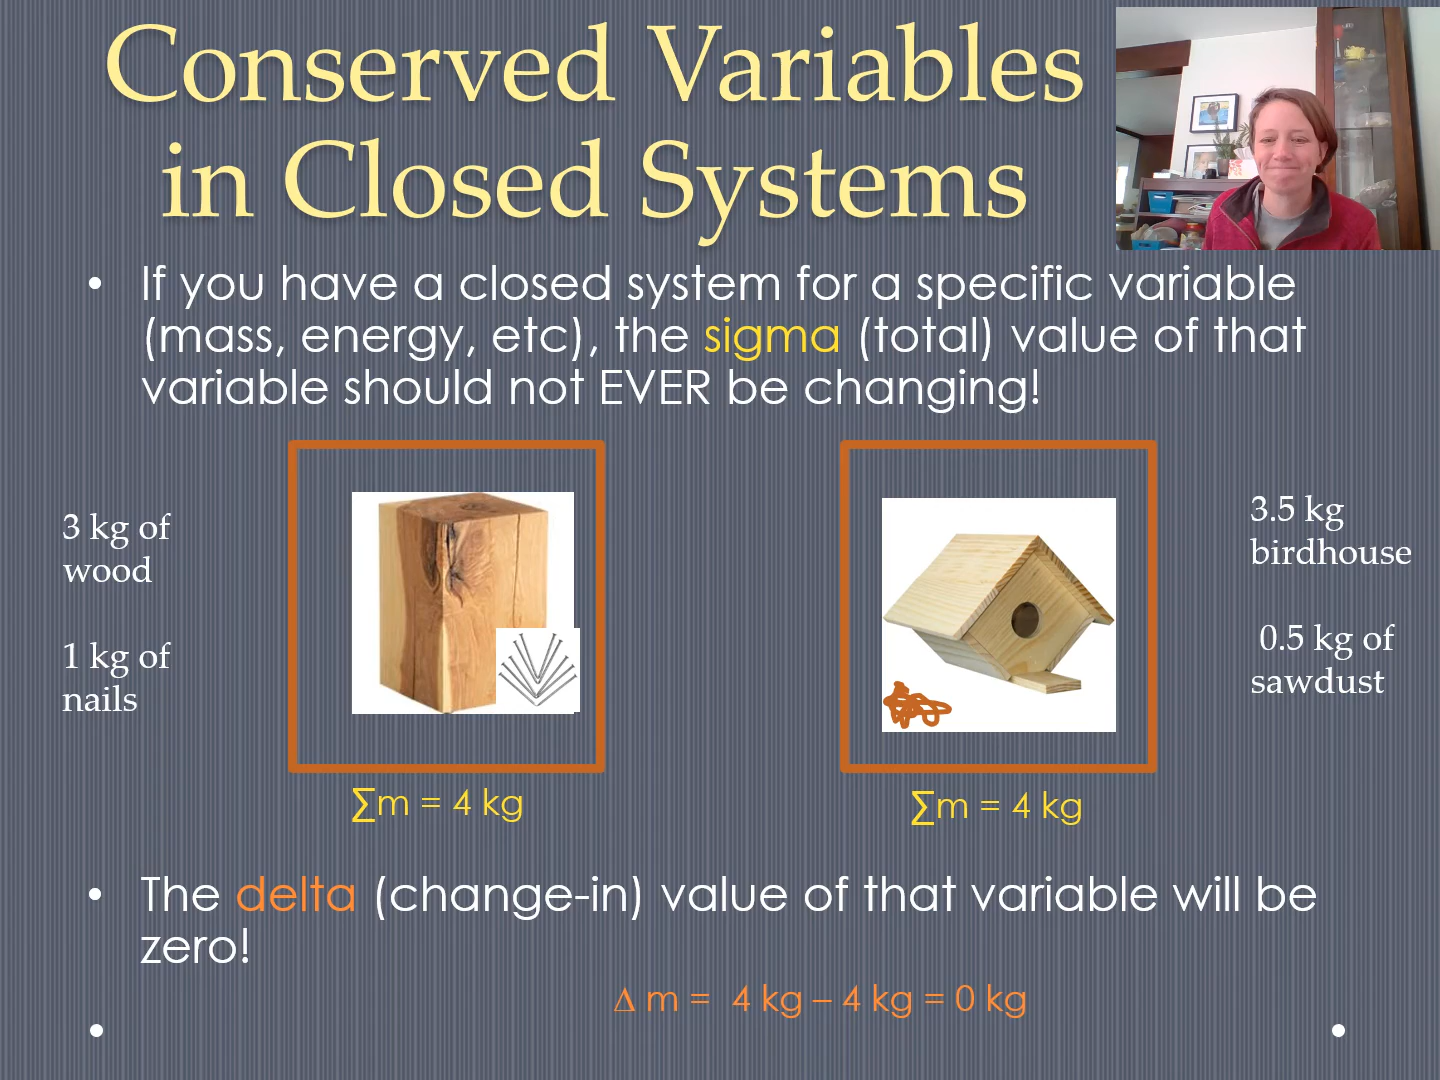 Conserved Variables
in Closed Systems
• If you have a closed system for a specific variable
(mass, energy, etc), the sigma (total) value of that
variable should not EVER be changing!
3 kg of
wood
1 kg of
nails
3.5 kg
birdhouse
0.5 kg of
sawdust
∑m = 4 kg
∑m = 4 kg
• The delta (change-in) value of that variable will be
zero!
Δ m = 4 kg – 4 kg = 0 kg